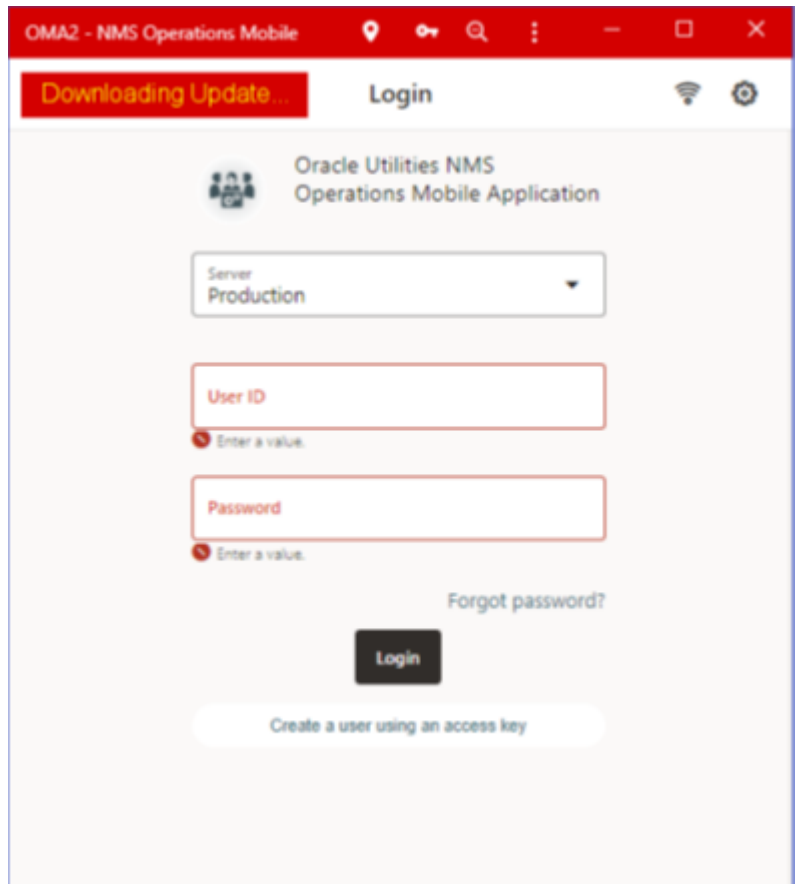 OMA2 - NMS Operations Mobile
Downloading Update...
Login
Oracle Utilities NMS
Operations Mobile Application
Server
Production
User ID
Enter a value.
Password
Enter a value.
Forgot password?
Login
Create a user using an access key